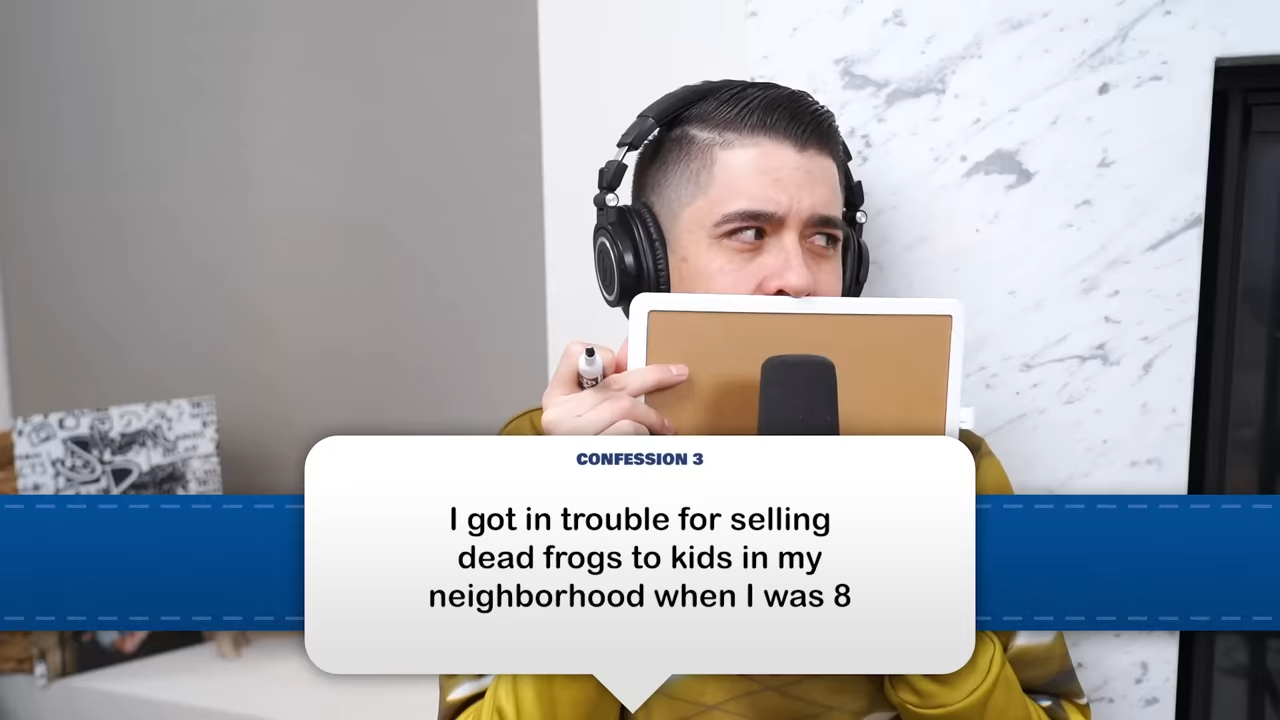 CONFESSION 3
I got in trouble for selling
dead frogs to kids in my
neighborhood when I was 8